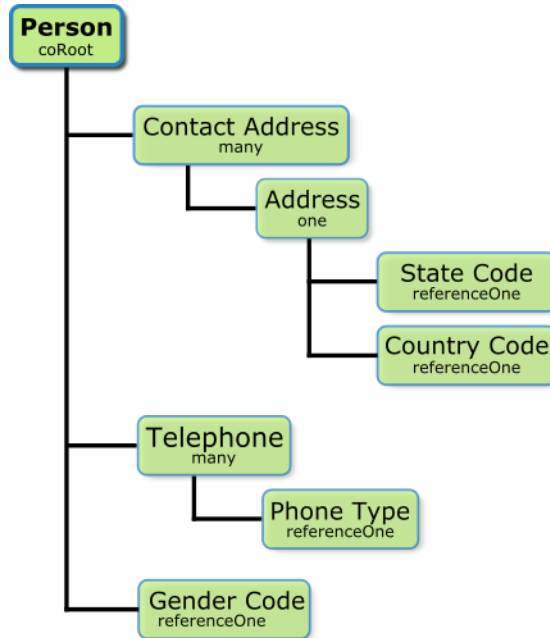 Person
coRoot
Contact Address
many
Address
one
State Code
referenceOne
Country Code
referenceOne
Telephone
many
Phone Type
referenceOne
Gender Code
referenceOne